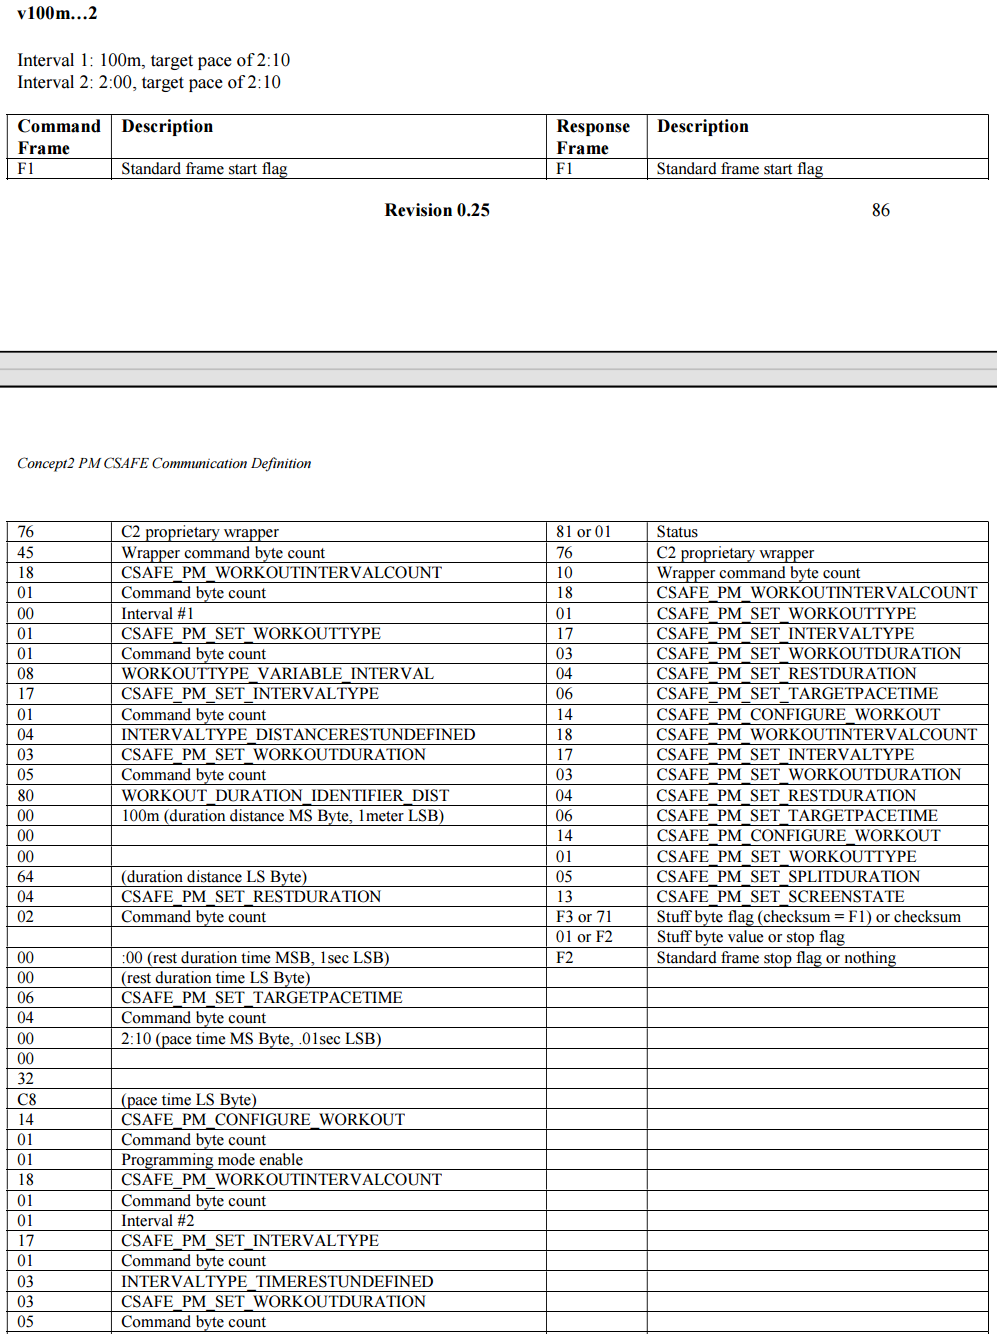 v100m…2
Interval 1: 100m, target pace of 2:10
Interval 2: 2:00, target pace of 2:10
Command Frame Description Response Frame Description
F1 Standard frame start flag F1 Standard frame start flag
Revision 0.25 86
Concept2 PM CSAFE Communication Definition
76 C2 proprietary wrapper 81 or 01 Status
45 Wrapper command byte count 76 C2 proprietary wrapper
18 CSAFE_PM_WORKOUTINTERVALCOUNT 10 Wrapper command byte count
01 Command byte count 18 CSAFE_PM_WORKOUTINTERVALCOUNT
00 Interval #1 01 CSAFE_PM_SET_WORKOUTTYPE
01 CSAFE_PM_SET_WORKOUTTYPE 17 CSAFE_PM_SET_INTERVALTYPE
01 Command byte count 03 CSAFE_PM_SET_WORKOUTDURATION
08 WORKOUTTYPE_VARIABLE_INTERVAL 04 CSAFE_PM_SET_RESTDURATION
17 CSAFE_PM_SET_INTERVALTYPE 06 CSAFE_PM_SET_TARGETPACETIME
01 Command byte count 14 CSAFE_PM_CONFIGURE_WORKOUT
04 INTERVALTYPE_DISTANCERESTUNDEFINED 18 CSAFE_PM_WORKOUTINTERVALCOUNT
03 CSAFE_PM_SET_WORKOUTDURATION 17 CSAFE_PM_SET_INTERVALTYPE
05 Command byte count 03 CSAFE_PM_SET_WORKOUTDURATION
80 WORKOUT_DURATION_IDENTIFIER_DIST 04 CSAFE_PM_SET_RESTDURATION
00 100m (duration distance MS Byte, 1meter LSB) 06 CSAFE_PM_SET_TARGETPACETIME
00 14 CSAFE_PM_CONFIGURE_WORKOUT
00 01 CSAFE_PM_SET_WORKOUTTYPE
64 (duration distance LS Byte) 05 CSAFE_PM_SET_SPLITDURATION
04 CSAFE_PM_SET_RESTDURATION 13 CSAFE_PM_SET_SCREENSTATE
02 Command byte count F3 or 71 Stuff byte flag (checksum = F1) or checksum
01 or F2 Stuff byte value or stop flag
00 :00 (rest duration time MSB, 1sec LSB) F2 Standard frame stop flag or nothing
00 (rest duration time LS Byte)
06 CSAFE_PM_SET_TARGETPACETIME
04 Command byte count
00 2:10 (pace time MS Byte, .01sec LSB)
00
32
C8 (pace time LS Byte)
14 CSAFE_PM_CONFIGURE_WORKOUT
01 Command byte count
01 Programming mode enable
18 CSAFE_PM_WORKOUTINTERVALCOUNT
01 Command byte count
01 Interval #2
17 CSAFE_PM_SET_INTERVALTYPE
01 Command byte count
03 INTERVALTYPE_TIMERESTUNDEFINED
03 CSAFE_PM_SET_WORKOUTDURATION
05 Command byte count